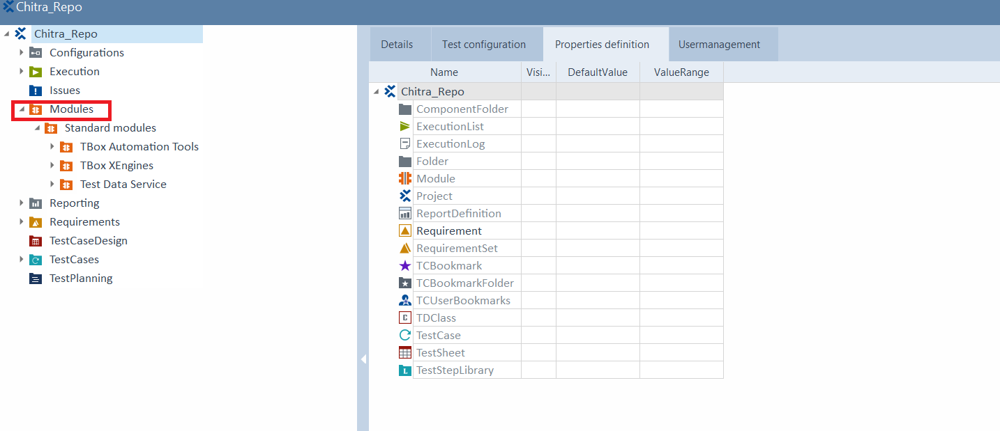 Chitra_Repo
Chitra_Repo
Configurations
Execution
Issues
Modules
Standard modules
TBox Automation Tools
TBox XEngines
Test Data Service
Reporting
Requirements
TestCaseDesign
TestCases
TestPlanning
Details Test configuration Properties definition Usermanagement
Name Visi... DefaultValue ValueRange
Chitra_Repo
ComponentFolder
ExecutionList
ExecutionLog
Folder
Module
Project
ReportDefinition
Requirement
RequirementSet
TCBookmark
TCBookmarkFolder
TCUserBookmarks
C TDClass
TestCase
TestSheet
L TestStepLibrary